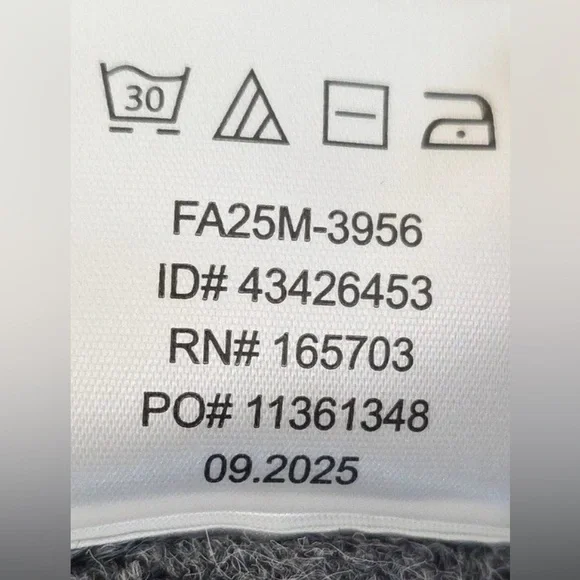 30
FA25M-3956
ID# 43426453
RN# 165703
PO# 11361348
09.2025